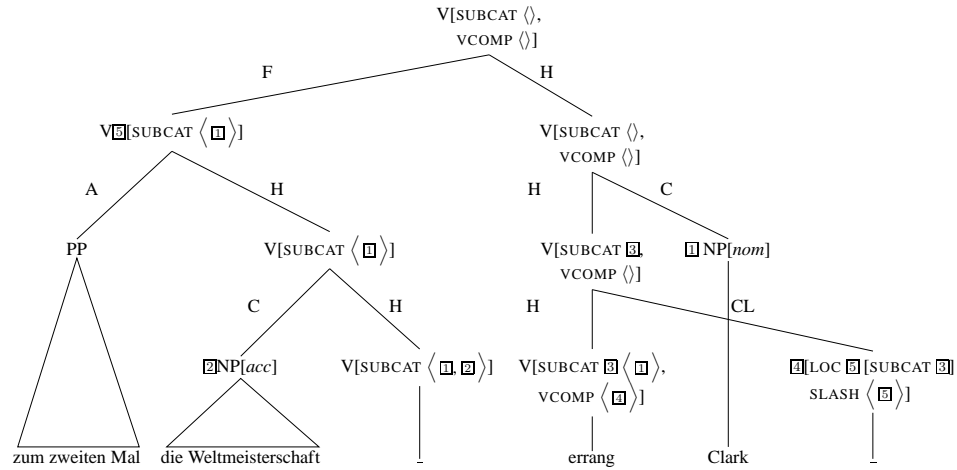 V[SUBCAT ⟨⟩,
VCOMP ⟨⟩]
F H
V5[SUBCAT ⟨ 1 ⟩] V[SUBCAT ⟨⟩,
VCOMP ⟨⟩]
A H H C
PP V[SUBCAT ⟨ 1 ⟩] V[SUBCAT 3, 1 NP[nom]
VCOMP ⟨⟩]
C H H CL
2NP[acc] V[SUBCAT ⟨ 1, 2 ⟩] V[SUBCAT 3 ⟨ 1 ⟩, 4[LOC 5 [SUBCAT 3]
VCOMP ⟨ 4 ⟩] SLASH ⟨ 5 ⟩]
zum zweiten Mal die Weltmeisterschaft _ errang Clark _